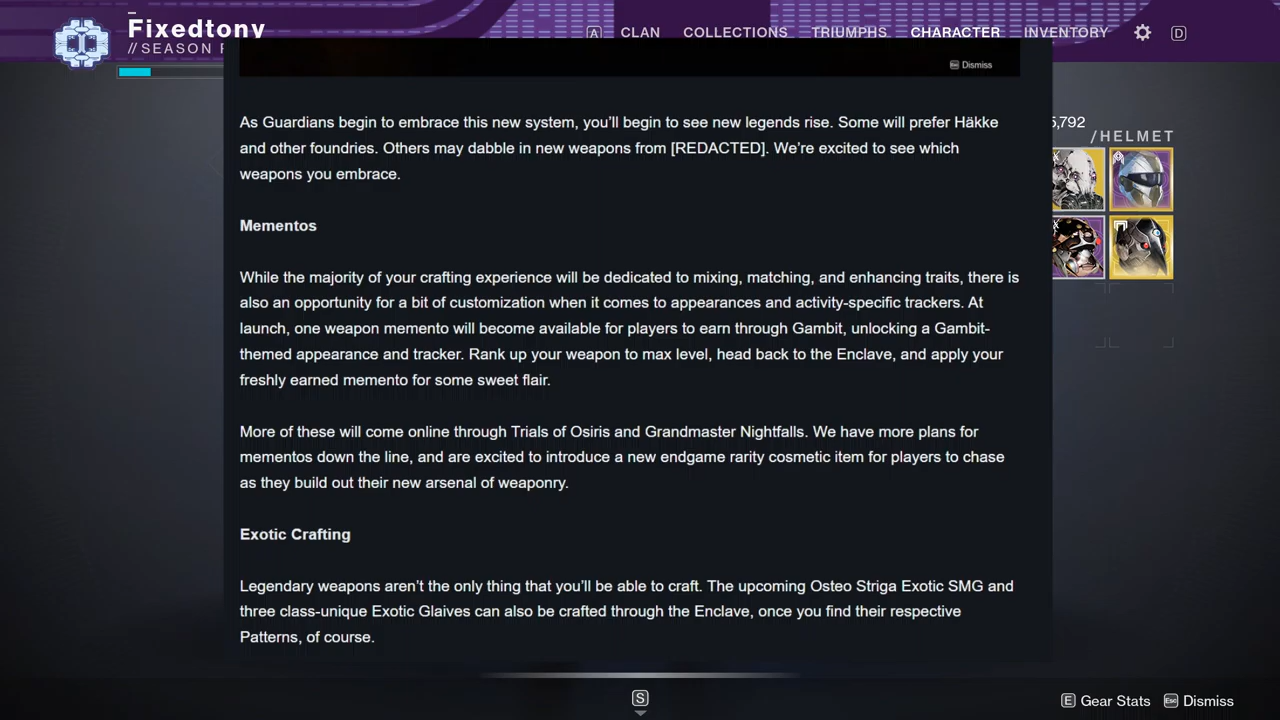 Fixedtony
// SEASON
A CLAN COLLECTIONS TRIUMPHS CHARACTER INVENTORY D
Esc Dismiss
5,792
/HELMET
As Guardians begin to embrace this new system, you'll begin to see new legends rise. Some will prefer Häkke
and other foundries. Others may dabble in new weapons from [REDACTED]. We're excited to see which
weapons you embrace.
Mementos
While the majority of your crafting experience will be dedicated to mixing, matching, and enhancing traits, there is
also an opportunity for a bit of customization when it comes to appearances and activity-specific trackers. At
launch, one weapon memento will become available for players to earn through Gambit, unlocking a Gambit-
themed appearance and tracker. Rank up your weapon to max level, head back to the Enclave, and apply your
freshly earned memento for some sweet flair.
More of these will come online through Trials of Osiris and Grandmaster Nightfalls. We have more plans for
mementos down the line, and are excited to introduce a new endgame rarity cosmetic item for players to chase
as they build out their new arsenal of weaponry.
Exotic Crafting
Legendary weapons aren't the only thing that you'll be able to craft. The upcoming Osteo Striga Exotic SMG and
three class-unique Exotic Glaives can also be crafted through the Enclave, once you find their respective
Patterns, of course.
S
E Gear Stats Esc Dismiss